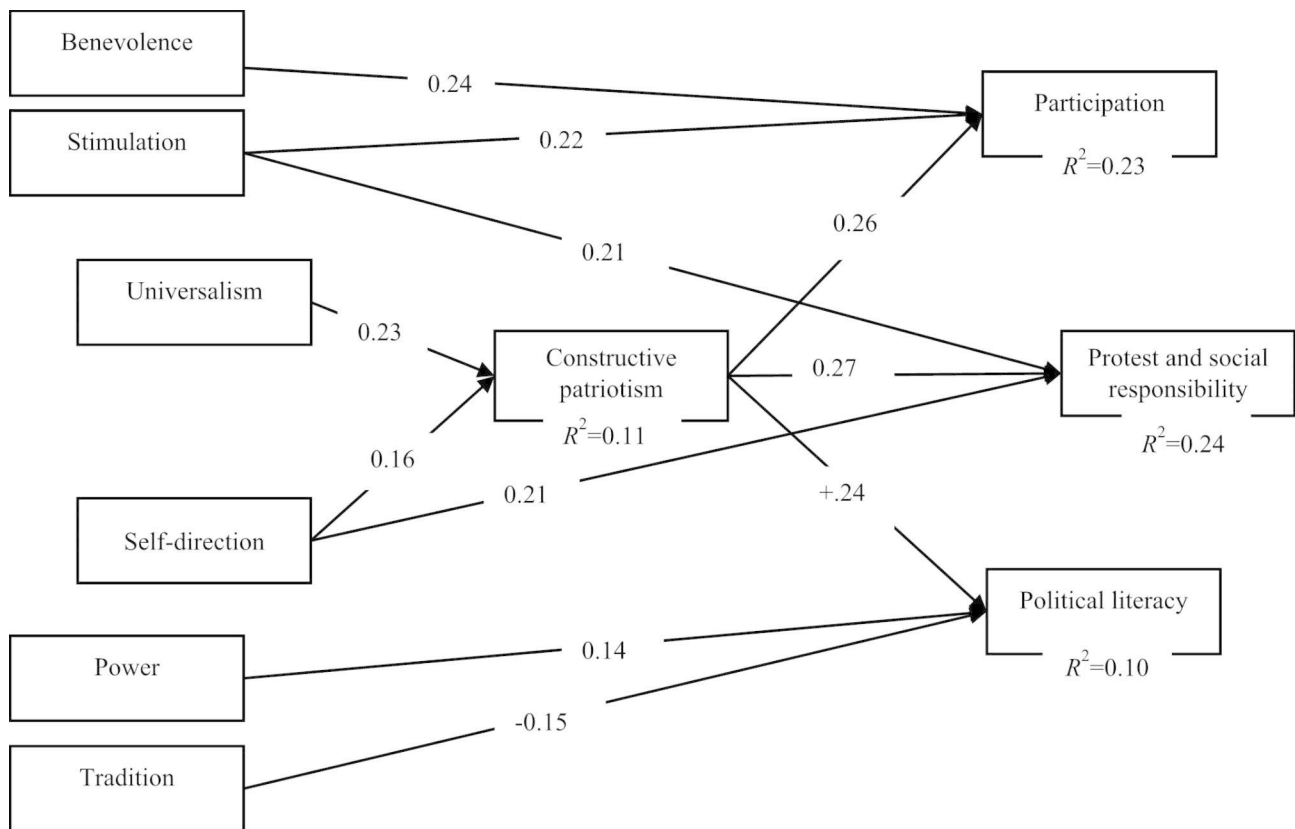 Benevolence
0.24
Participation
R²=0.23
Stimulation
0.22
0.21
0.26
Universalism
0.23
Constructive
patriotism
R²=0.11
0.27
Protest and social
responsibility
R²=0.24
0.16
0.21
+.24
Self-direction
Political literacy
R²=0.10
Power
0.14
-0.15
Tradition